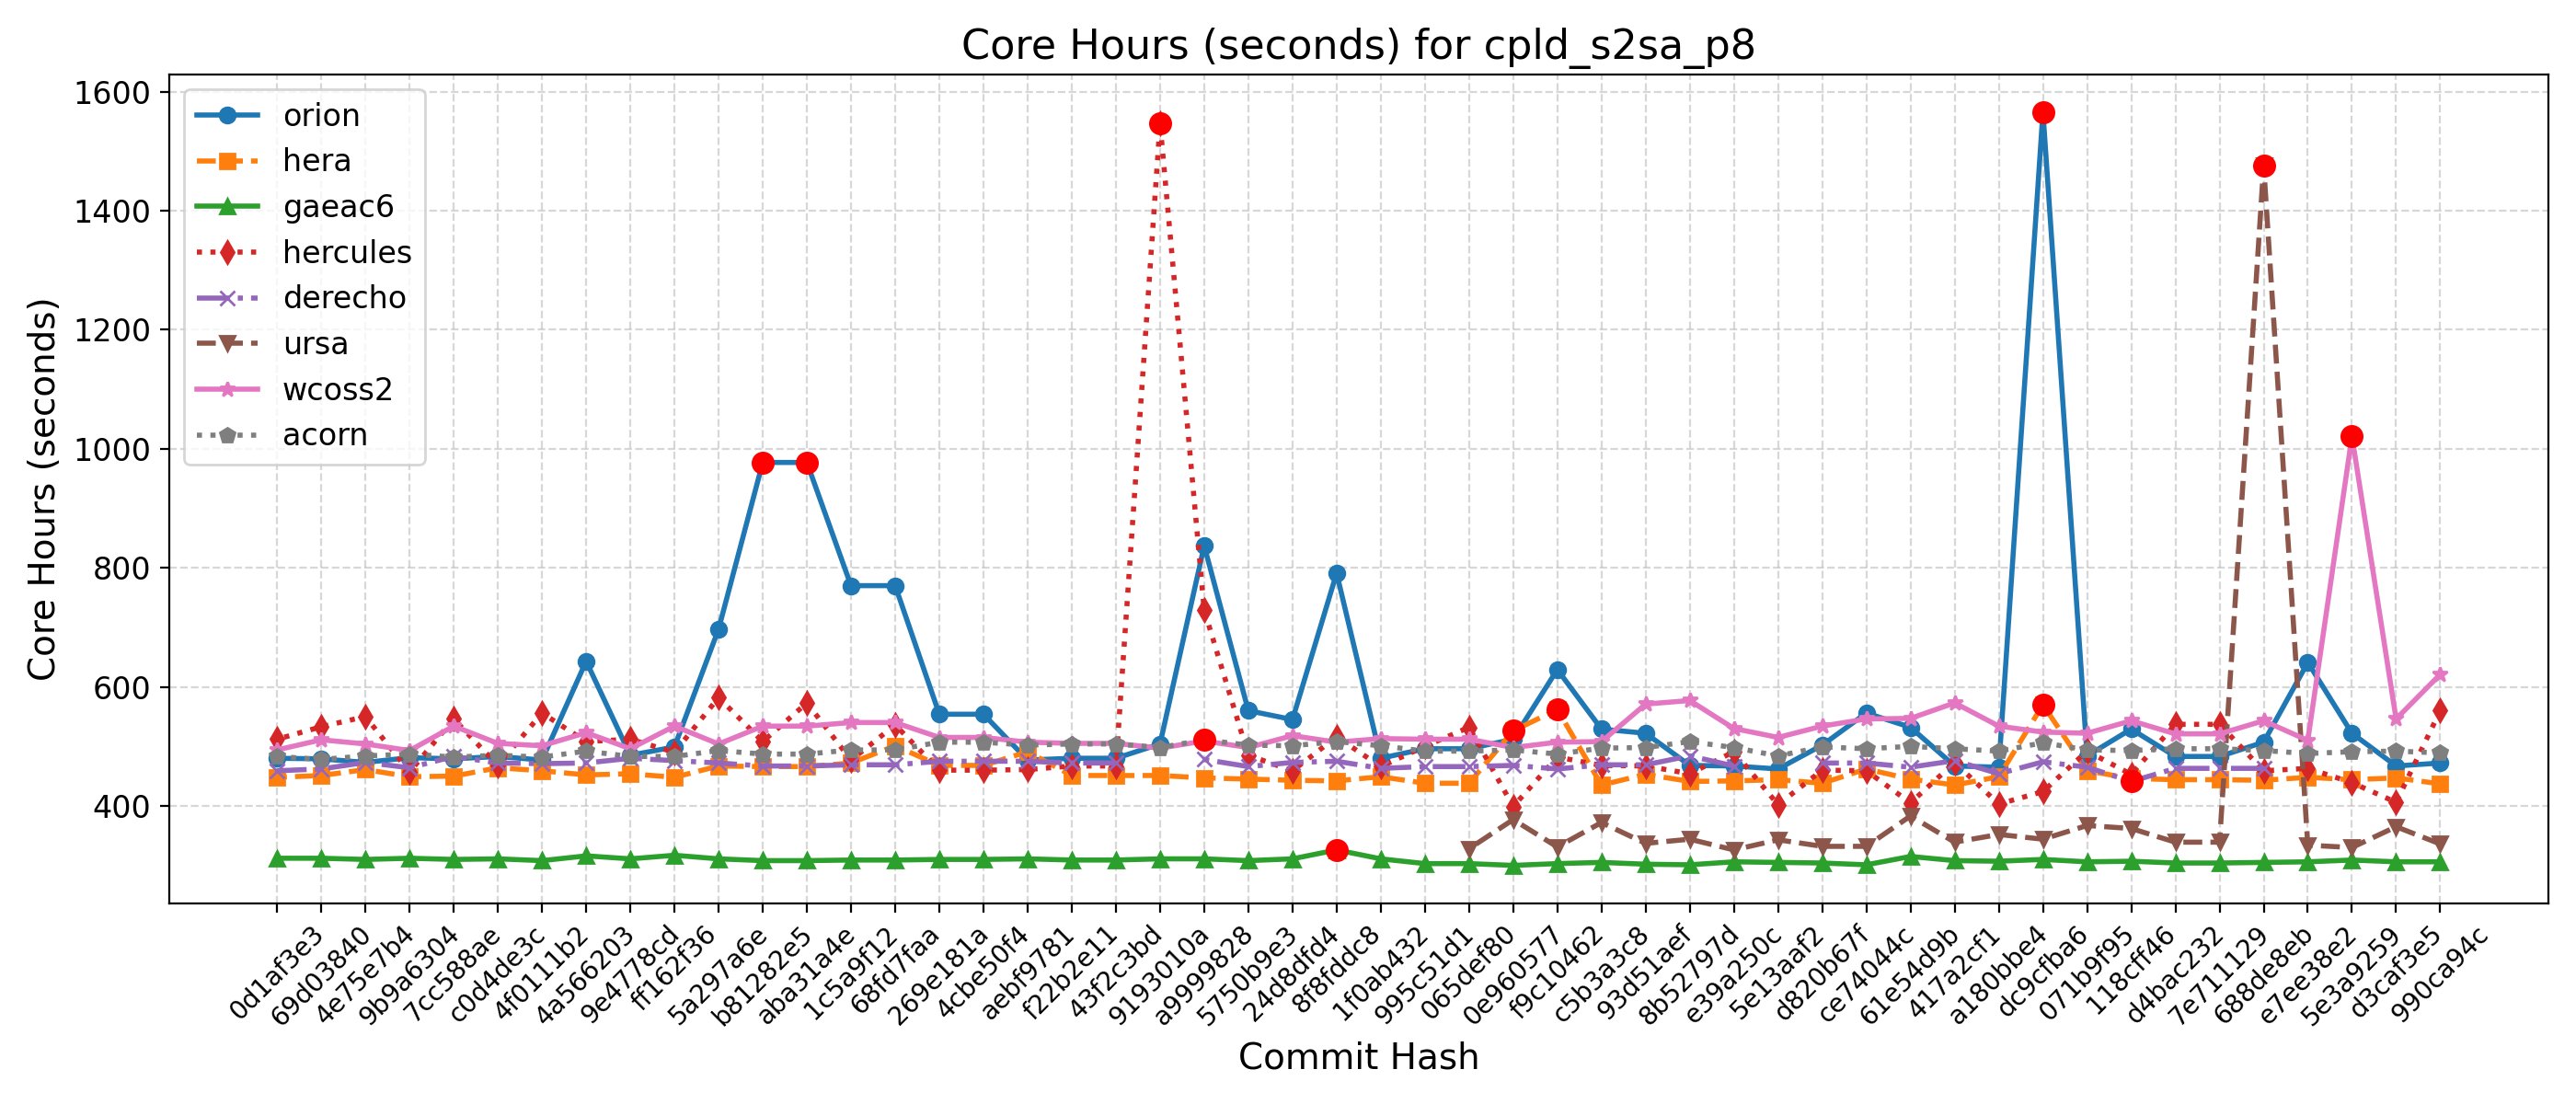 Core Hours (seconds) for cpld_s2sa_p8
Core Hours (seconds)
1600
1400
1200
1000
800
600
400
orion
hera
gaeac6
hercules
derecho
ursa
wcoss2
acorn
0d1af3e3
69d03840
4e75e7b4
9b9a6304
7cc588ae
c0d4de3c
4f0111b2
4a566203
9e4778cd
ff162f36
5a297a6e
b81282e5
aba31a4e
1c5a9f12
68fd7faa
269e181a
4cbe50f4
aebf9781
f22b2e11
43f2c3bd
9193010a
a9999828
5750b9e3
24d8dfd4
8f8fddc8
1f0ab432
995c51d1
065def80
0e960577
f9c10462
c5b3a3c8
93d51aef
8b52797d
e39a250c
5e13aaf2
d820b67f
ce74044c
61e54d9b
417a2cf1
a180bbe4
dc9cfba6
071b9f95
118cff46
d4bac232
7e711129
688de8eb
e7ee38e2
5e3a9259
d3caf3e5
990ca94c
Commit Hash